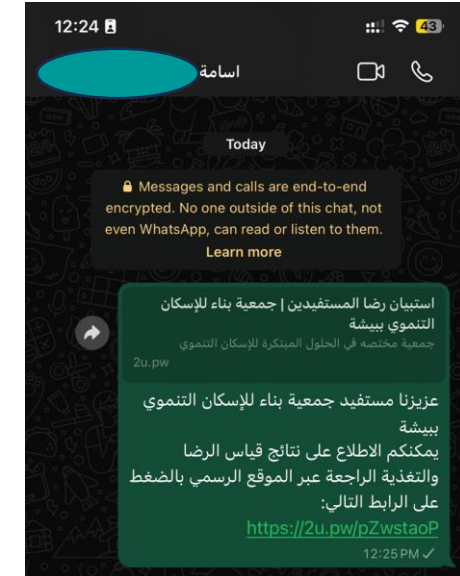 12:24
43
اسامة
Today
Messages and calls are end-to-end
encrypted. No one outside of this chat, not
even WhatsApp, can read or listen to them.
Learn more
استبيان رضا المستفيدين | جمعية بناء للإسكان
التنموي ببيشة
جمعية مختصه في الحلول المبتكرة للإسكان التنموي
2u.pw
عزيزنا مستفيد جمعية بناء للإسكان التنموي
ببيشة
يمكنكم الاطلاع على نتائج قياس الرضا
والتغذية الراجعة عبر الموقع الرسمي بالضغط
على الرابط التالي:
https://2u.pw/pZwstaoP
12:25 PM